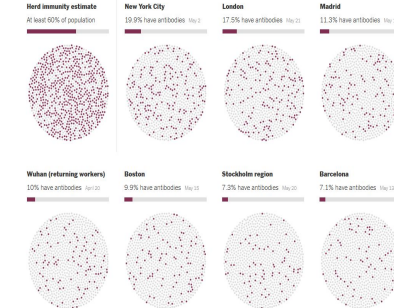 Herd immunity estimate
At least 60% of population
New York City
19.9% have antibodies May 2
London
17.5% have antibodies May 21
Madrid
11.3% have antibodies May
Wuhan (returning workers)
10% have antibodies April 20
Boston
9.9% have antibodies May 15
Stockholm region
7.3% have antibodies May 20
Barcelona
7.1% have antibodies May